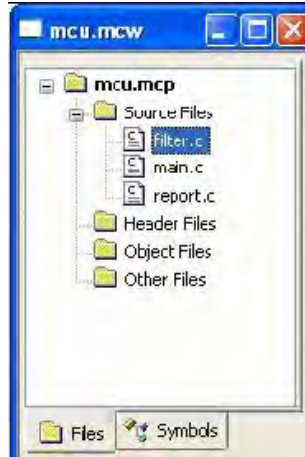 mcu.mcw
mcu.mcp
Source Files
filter.c
main.c
report.c
Header Files
Object Files
Other Files
Files Symbols